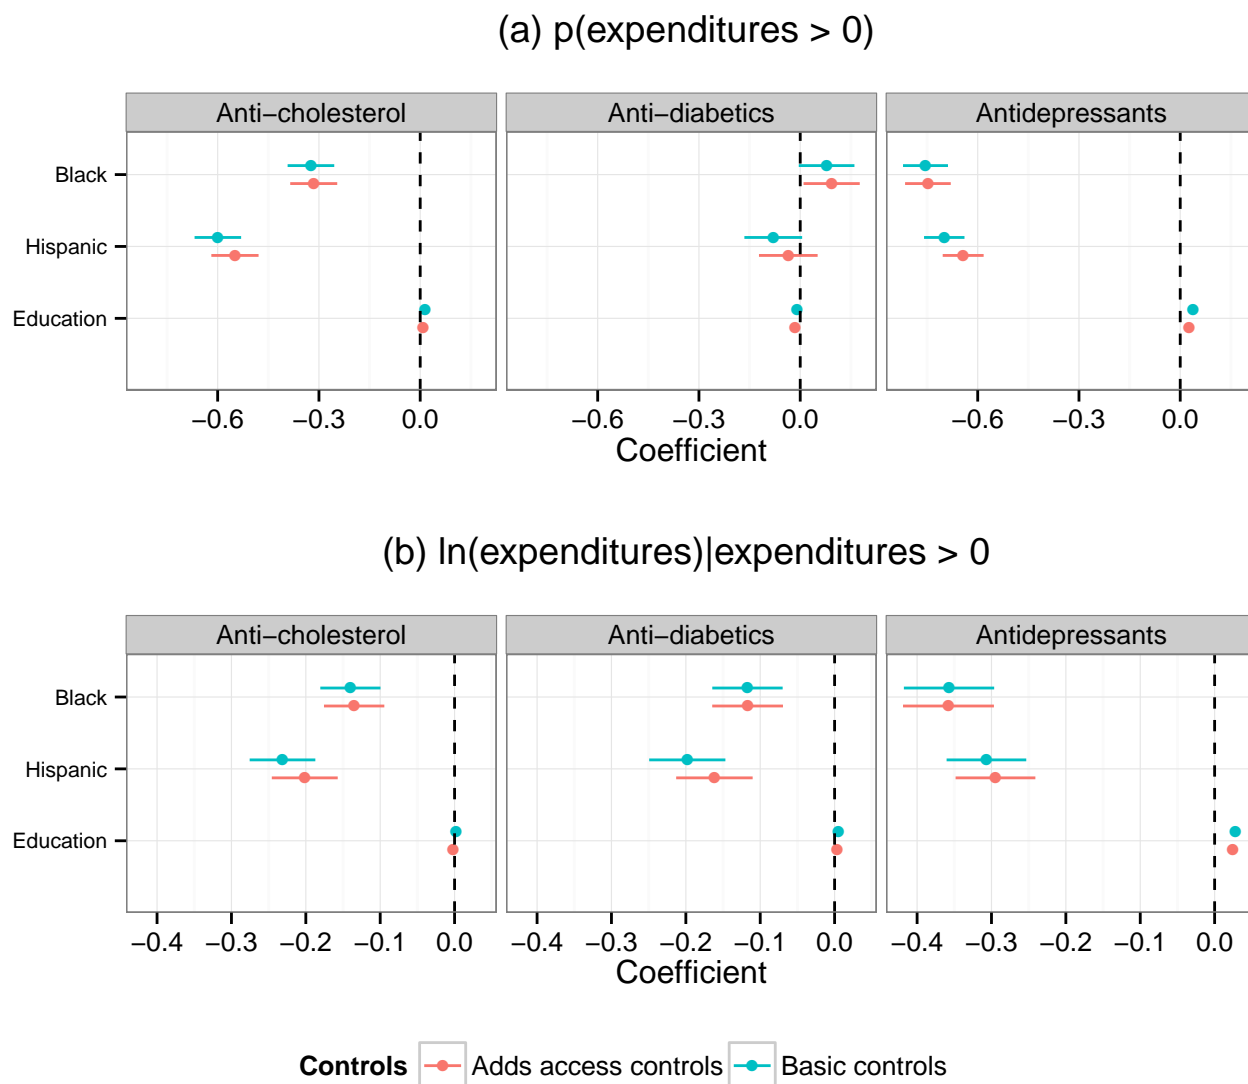 (a) p(expenditures > 0)
Anti−cholesterol Anti−diabetics Antidepressants
Black
Hispanic
Education
−0.6 −0.3 0.0 −0.6 −0.3 0.0 −0.6 −0.3 0.0
Coefficient
(b) ln(expenditures)|expenditures > 0
Anti−cholesterol Anti−diabetics Antidepressants
Black
Hispanic
Education
−0.4 −0.3 −0.2 −0.1 0.0 −0.4 −0.3 −0.2 −0.1 0.0 −0.4 −0.3 −0.2 −0.1 0.0
Coefficient
Controls Adds access controls Basic controls